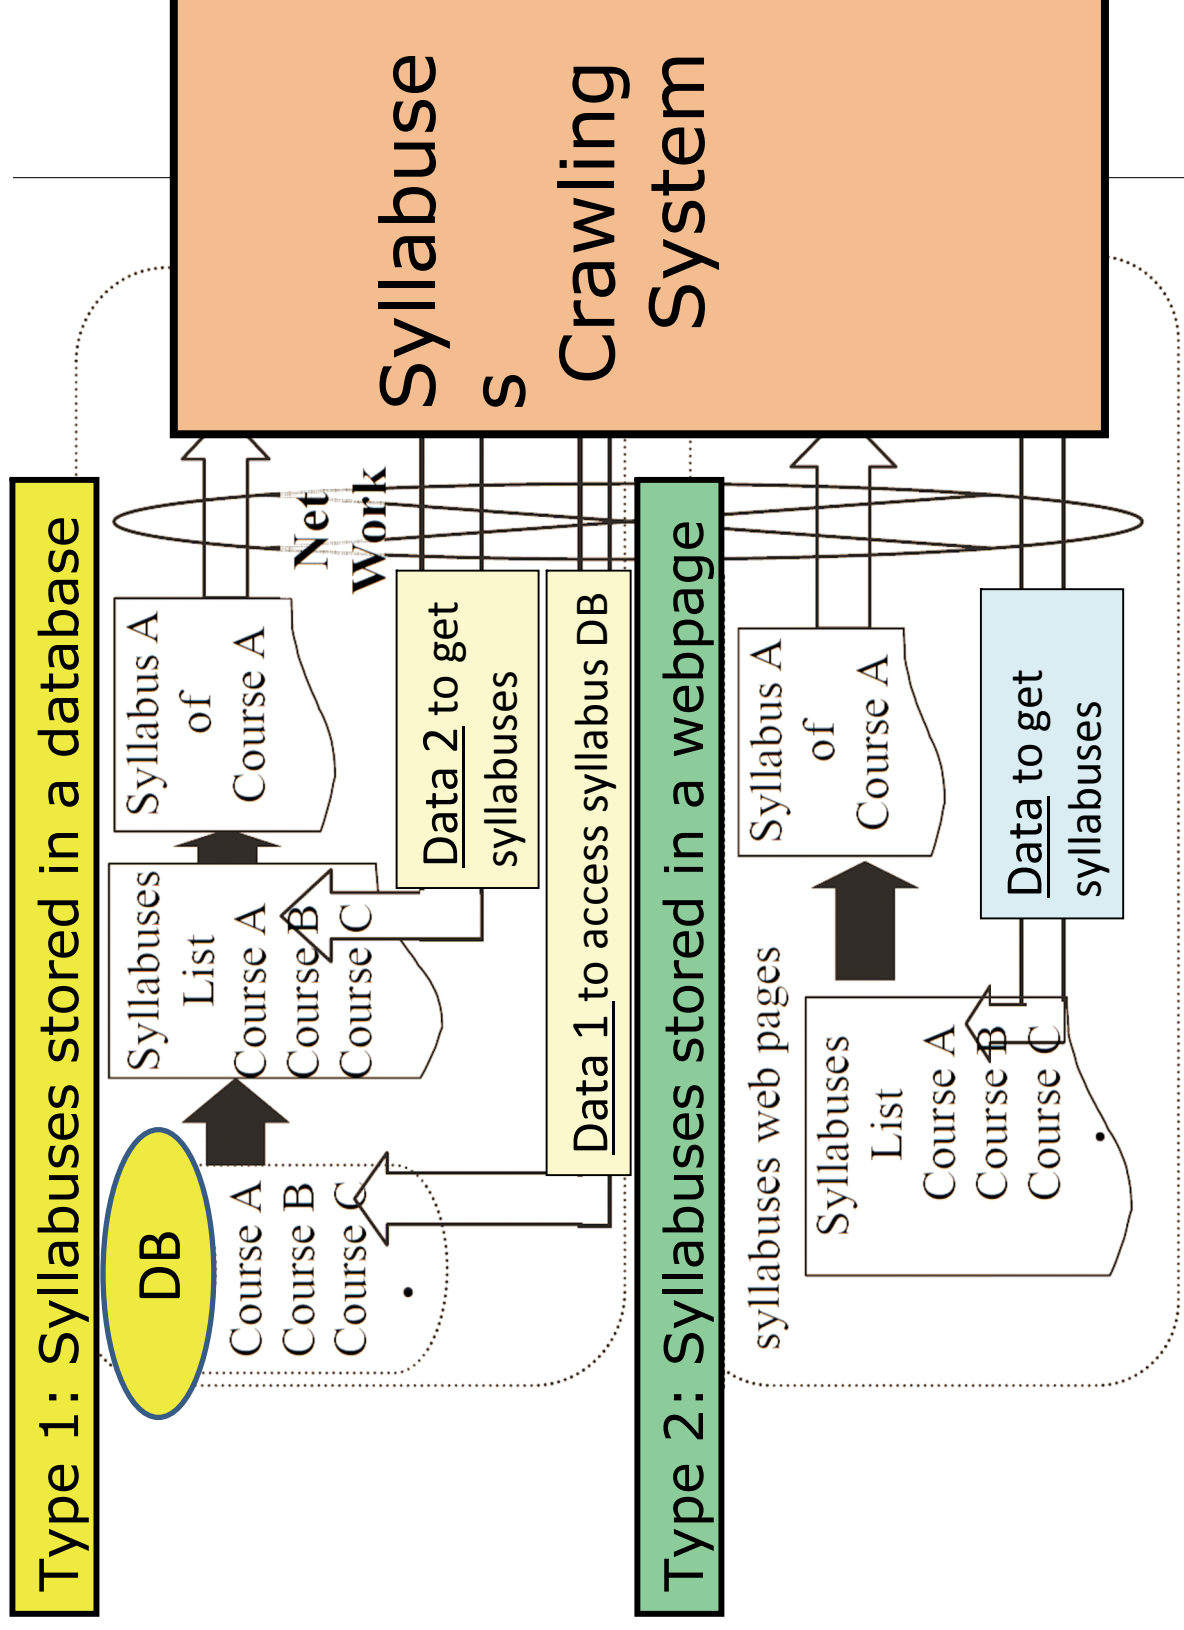 Type 1: Syllabuses stored in a database
DB
Course A
Course B
Course C
.
Syllabuses
List
Course A
Course B
Course C
Syllabus A
of
Course A
Net
Work
Data 2 to get
syllabuses
Data 1 to access syllabus DB
Syllabuse
s
Crawling
System
Type 2: Syllabuses stored in a webpage
syllabuses web pages
Syllabuses
List
Course A
Course B
Course C
.
Syllabus A
of
Course A
Data to get
syllabuses